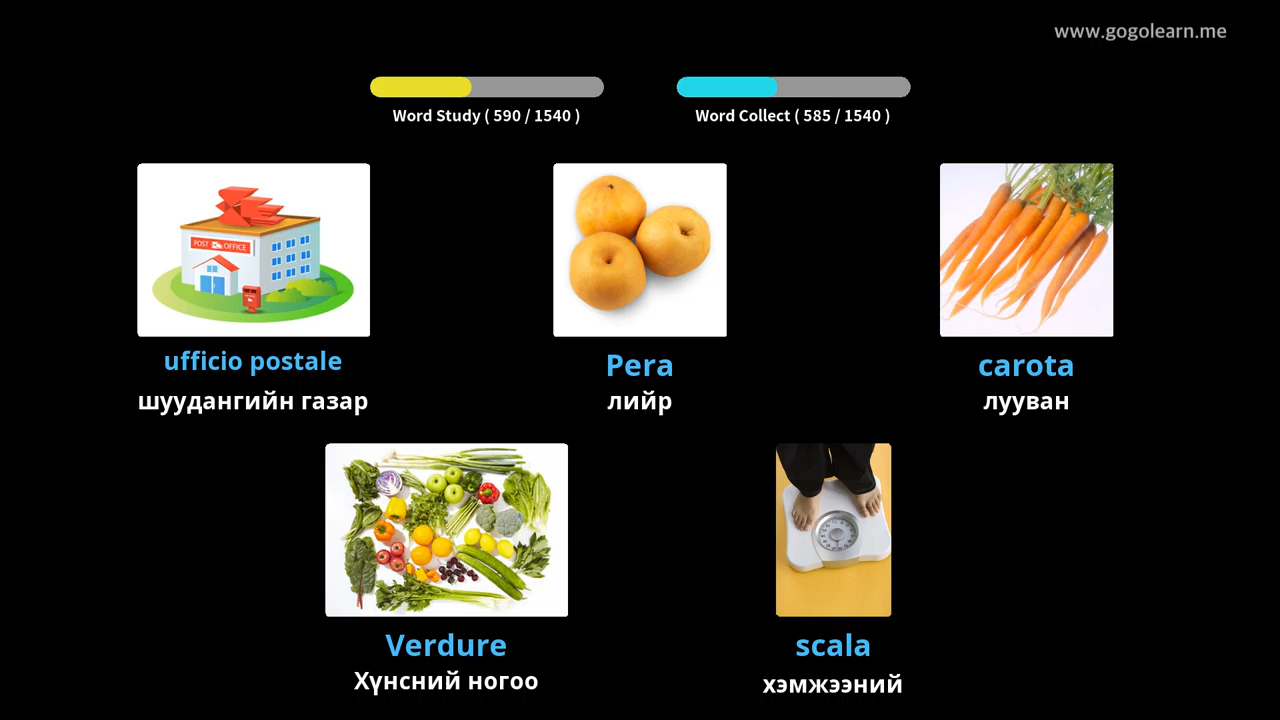 www.gogolearn.me
Word Study ( 590 / 1540 )
Word Collect ( 585 / 1540 )
POST OFFICE
ufficio postale
шуудангийн газар
Pera
лийр
carota
лууван
Verdure
Хүнсний ногоо
scala
хэмжээний